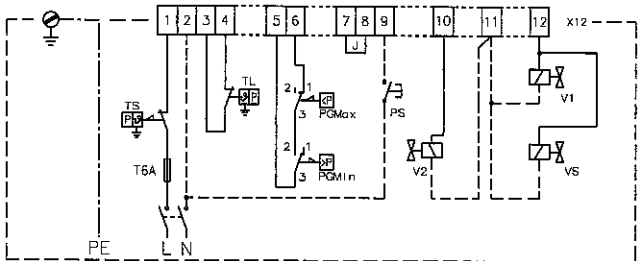 1 2 3 4 5 6 7 8 9 10 11 12 X12
J
TL
P
TS
P
2 1
<P
3 PGMax
PS
V1
T6A
2 1
>P
3 PGMin
V2
VS
PE L N